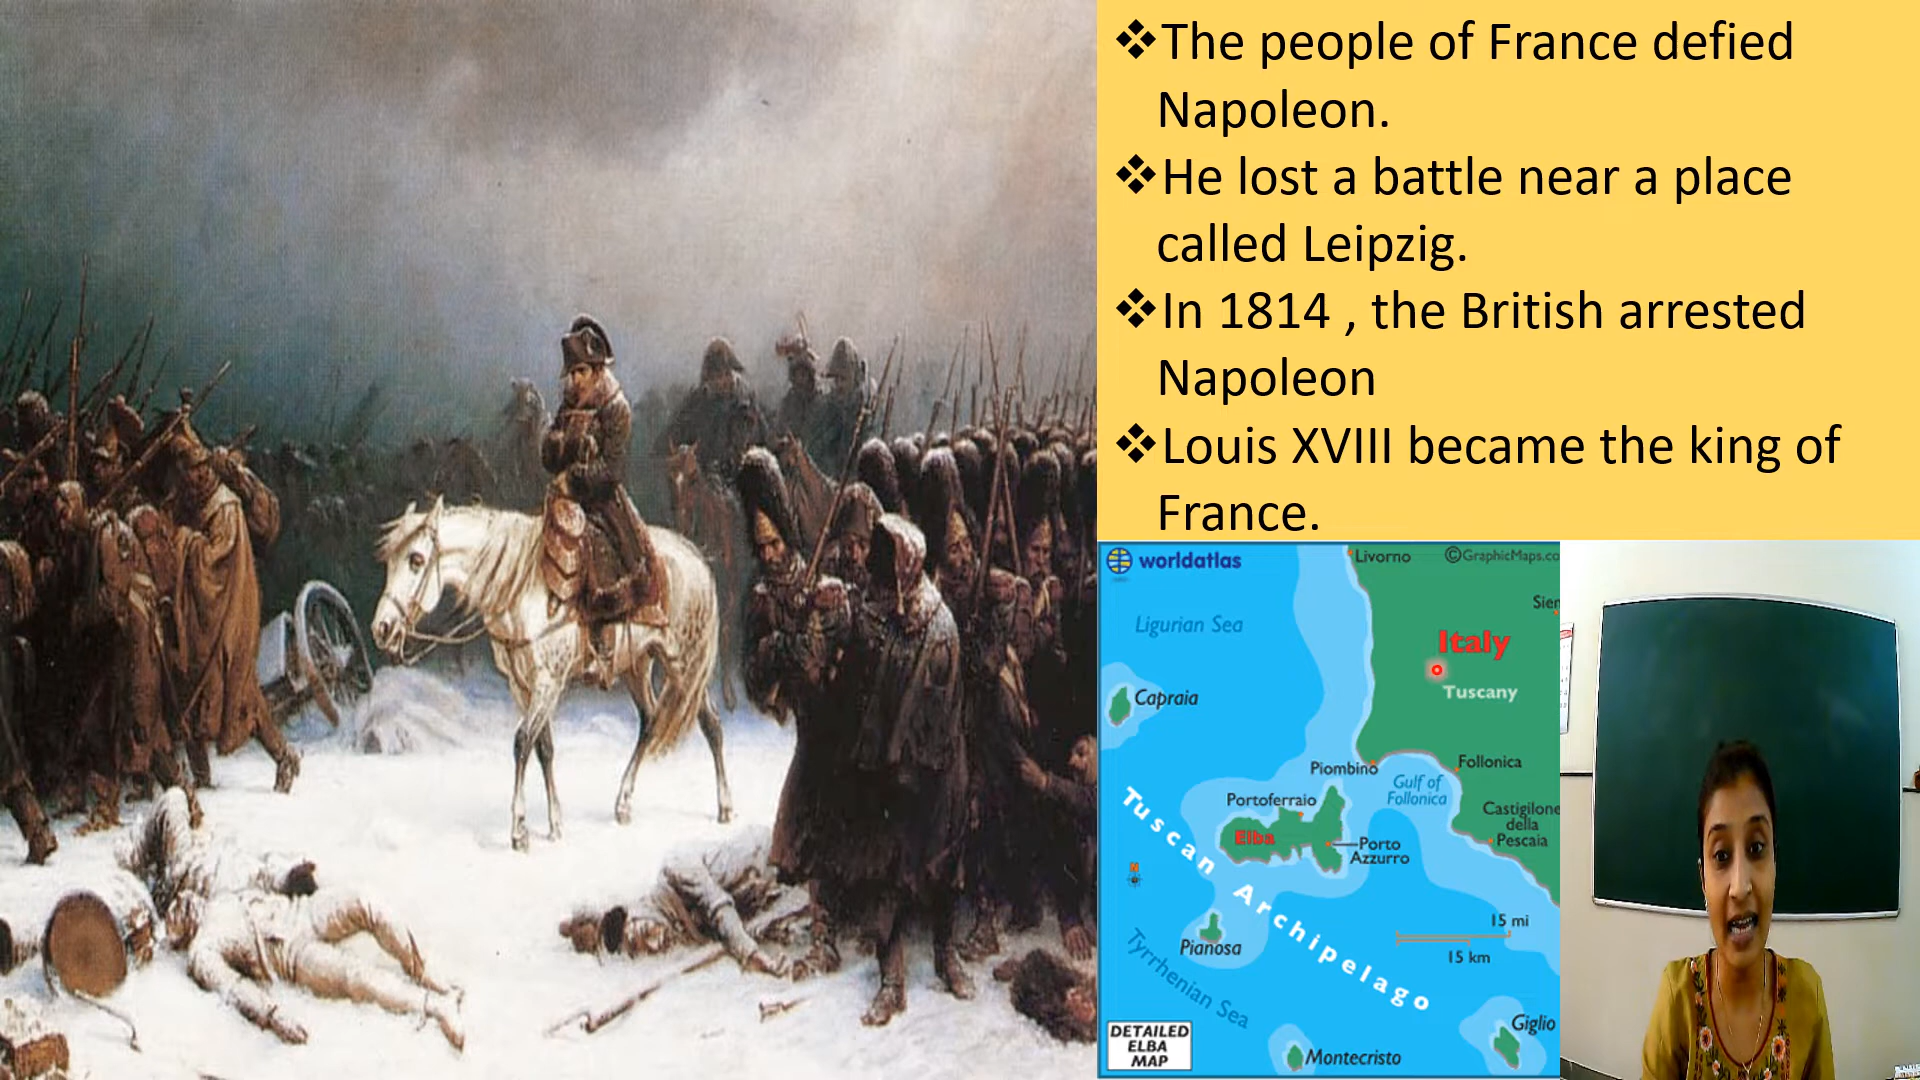 ❖The people of France defied
Napoleon.
❖He lost a battle near a place
called Leipzig.
❖In 1814 , the British arrested
Napoleon
❖Louis XVIII became the king of
France.
worldatlas
Livorno
©GraphicMaps.co
Ligurian Sea
Sien
Italy
Tuscany
Capraia
Piombino
Follonica
Gulf of
Follonica
Portoferraio
Castiglione
della
Pescaia
Elba
Porto
Azzurro
Tuscan Archipelago
N
15 mi
15 km
Pianosa
Tyrrhenian Sea
Giglio
DETAILED
ELBA
MAP
Montecristo